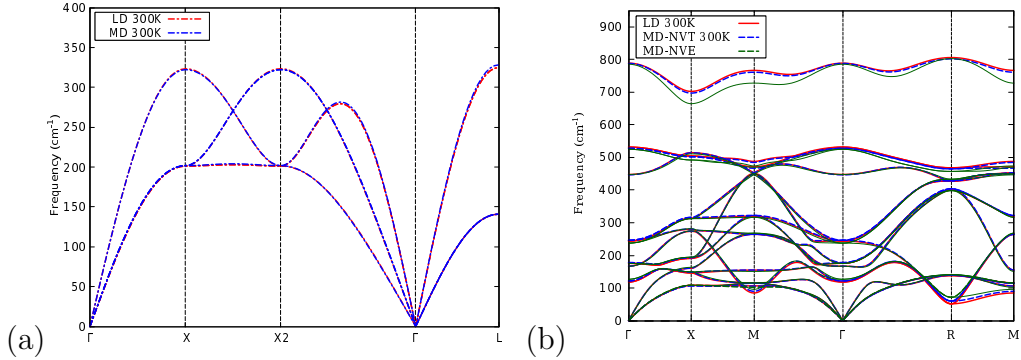 400
350
300
250
200
150
100
50
0
Frequency (cm-1)
LD 300K
MD 300K
Γ X X2 Γ L
(a)
900
800
700
600
500
400
300
200
100
0
Frequency (cm-1)
LD 300K
MD-NVT 300K
MD-NVE
Γ X M Γ R M
(b)